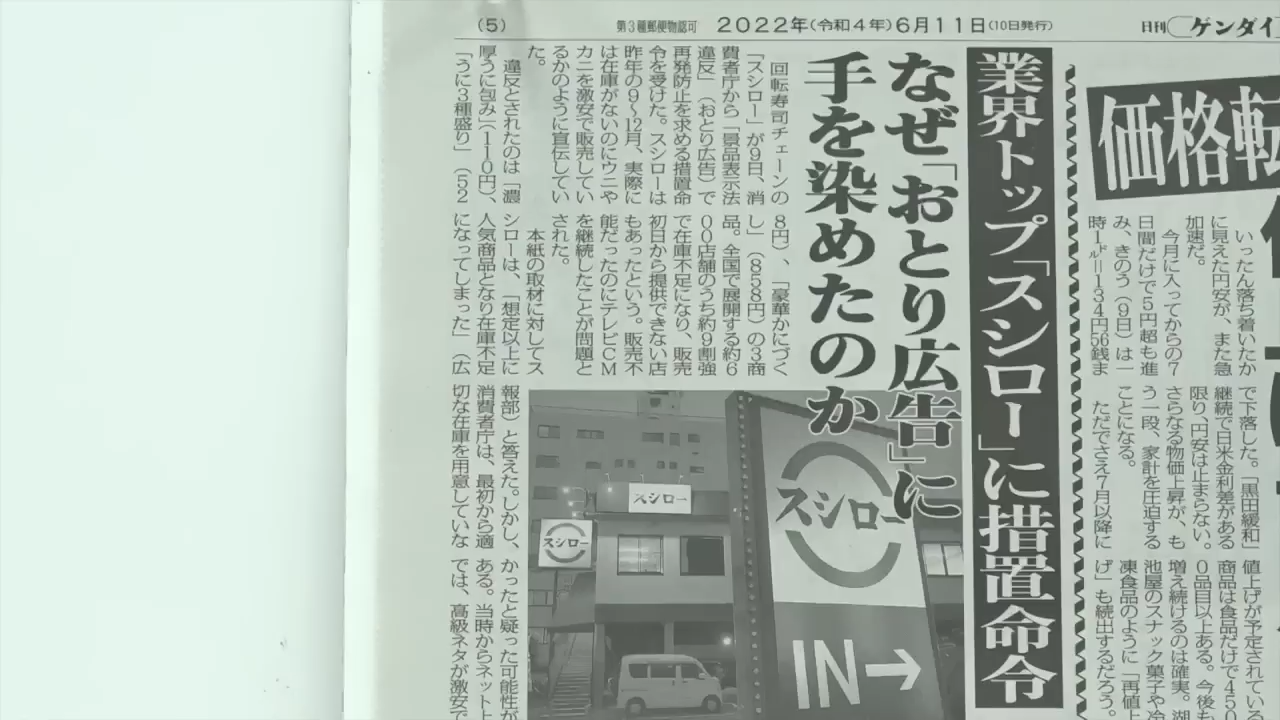 (5)
第3種郵便物認可
2022年(令和4年)6月11日(10日発行)
日刊ゲンダイ
価格転
いったん落ち着いたか
に見えた円安が、また急
加速だ。
今月に入ってからの7
日間だけで5円超も進
み、きのう(9日)は一
時1㌦=134円56銭ま
で下落した。「黒田緩和」
継続で日米金利差がある
限り、円安は止まらない。
さらなる物価上昇が、も
う一段、家計を圧迫する
ことになる。
ただでさえ7月以降に
値上げが予定されている
商品は食品だけで450
0品目以上ある。今後も
増え続けるのは確実。湖
池屋のスナック菓子や冷
凍食品のように「再値上
げ」も続出するだろう。
業界トップ「スシロー」に措置命令
なぜ「おとり広告」に
手を染めたのか
回転寿司チェーンの
「スシロー」が9日、消
費者庁から「景品表示法
違反」(おとり広告)で
再発防止を求める措置命
令を受けた。スシローは
昨年の9〜12月、実際に
は在庫がないのにウニや
カニを激安で販売してい
るかのように宣伝してい
た。
違反とされたのは「濃
厚うに包み」(110円)、
「うに3種盛り」(52
8円)、「豪華かにづく
し」(858円)の3商
品。全国で展開する約6
00店舗のうち約9割強
で在庫不足になり、販売
初日から提供できない店
もあったという。販売不
能だったのにテレビCM
を継続したことが問題と
された。
本紙の取材に対してス
シローは、「想定以上に
人気商品となり在庫不足
になってしまった」(広
報部)と答えた。しかし、
消費者庁は、最初から適
切な在庫を用意していな
かったと疑った可能性が
ある。当時からネット上
では、高級ネタが激安で
スシロー
スシロー
スシロー
IN→